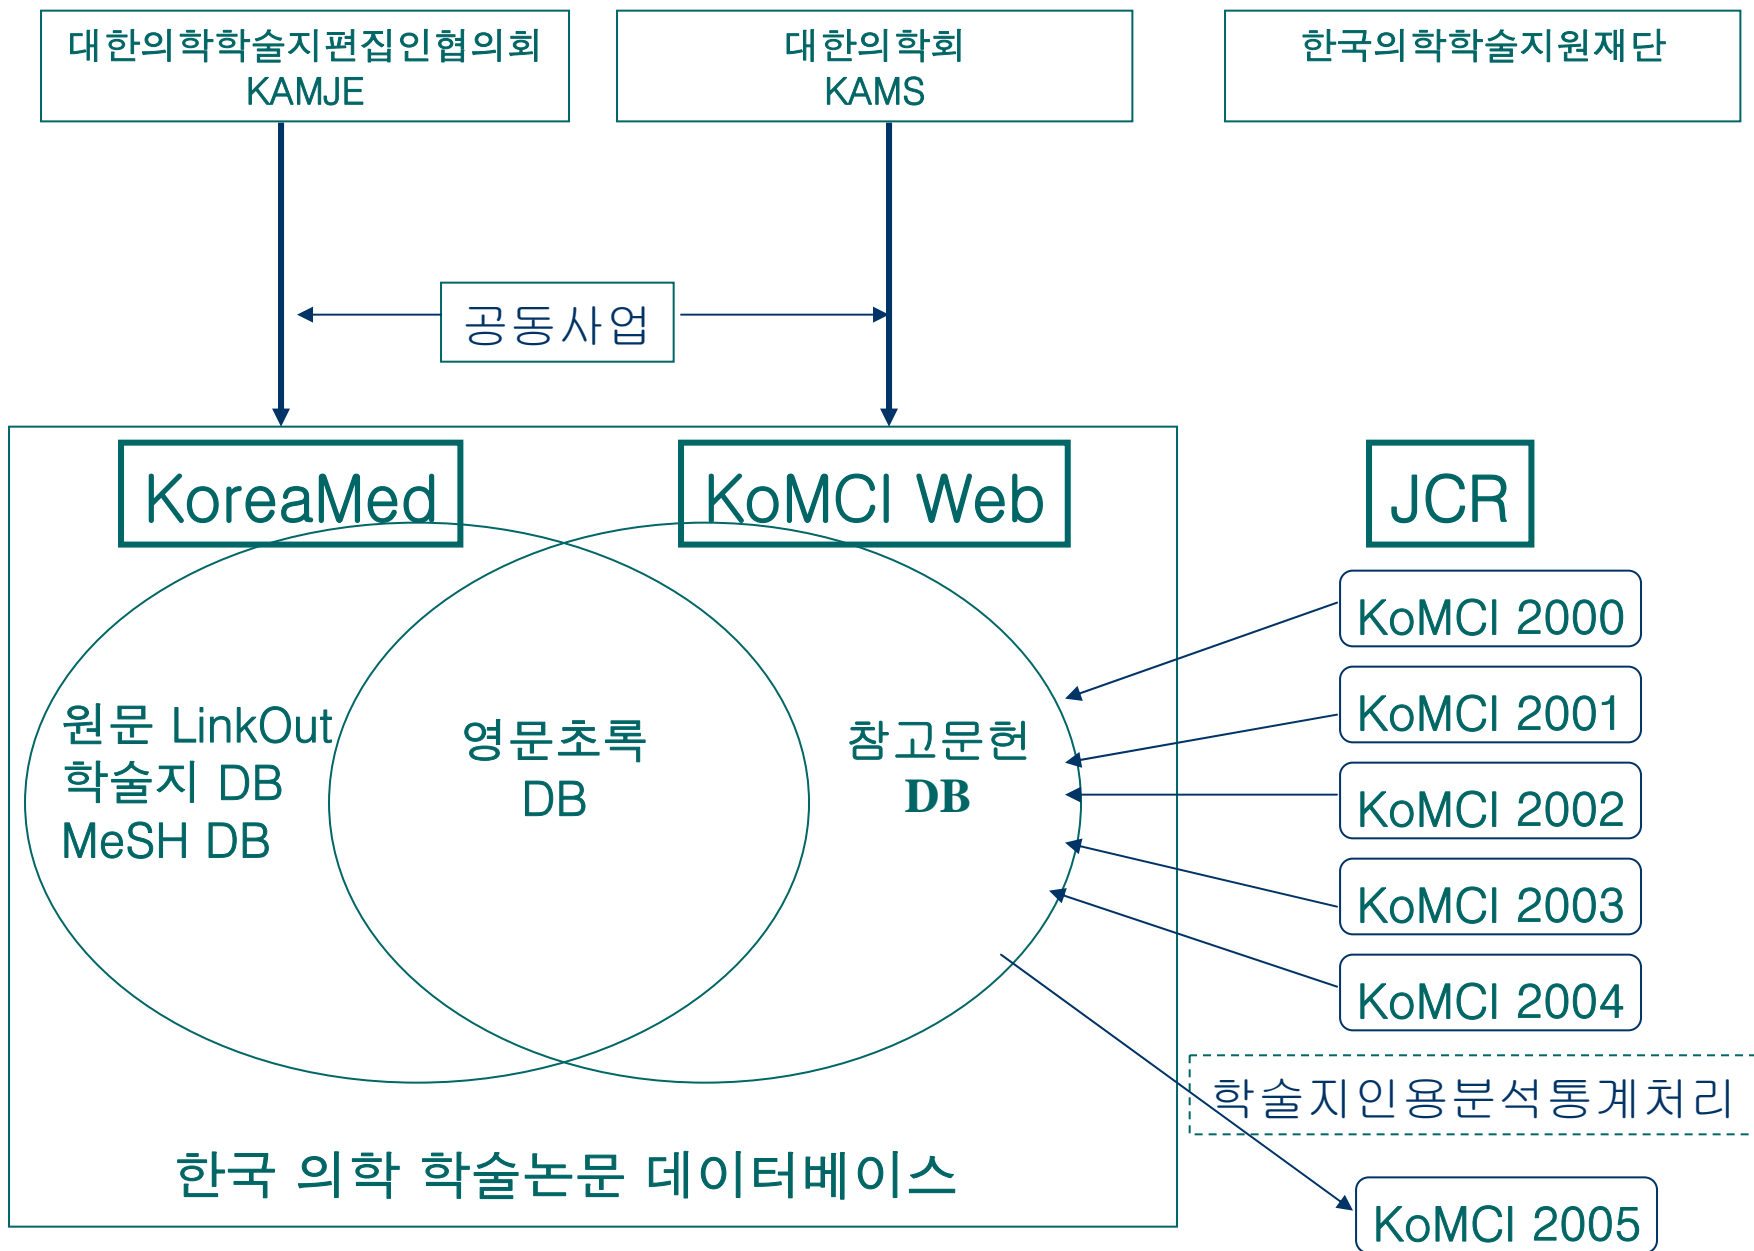 대한의학학술지편집인협의회
KAMJE
대한의학회
KAMS
한국의학학술지원재단
공동사업
KoreaMed
KoMCI Web
JCR
KoMCI 2000
KoMCI 2001
KoMCI 2002
KoMCI 2003
KoMCI 2004
원문 LinkOut
학술지 DB
MeSH DB
영문초록
DB
참고문헌
DB
학술지인용분석통계처리
한국 의학 학술논문 데이터베이스
KoMCI 2005